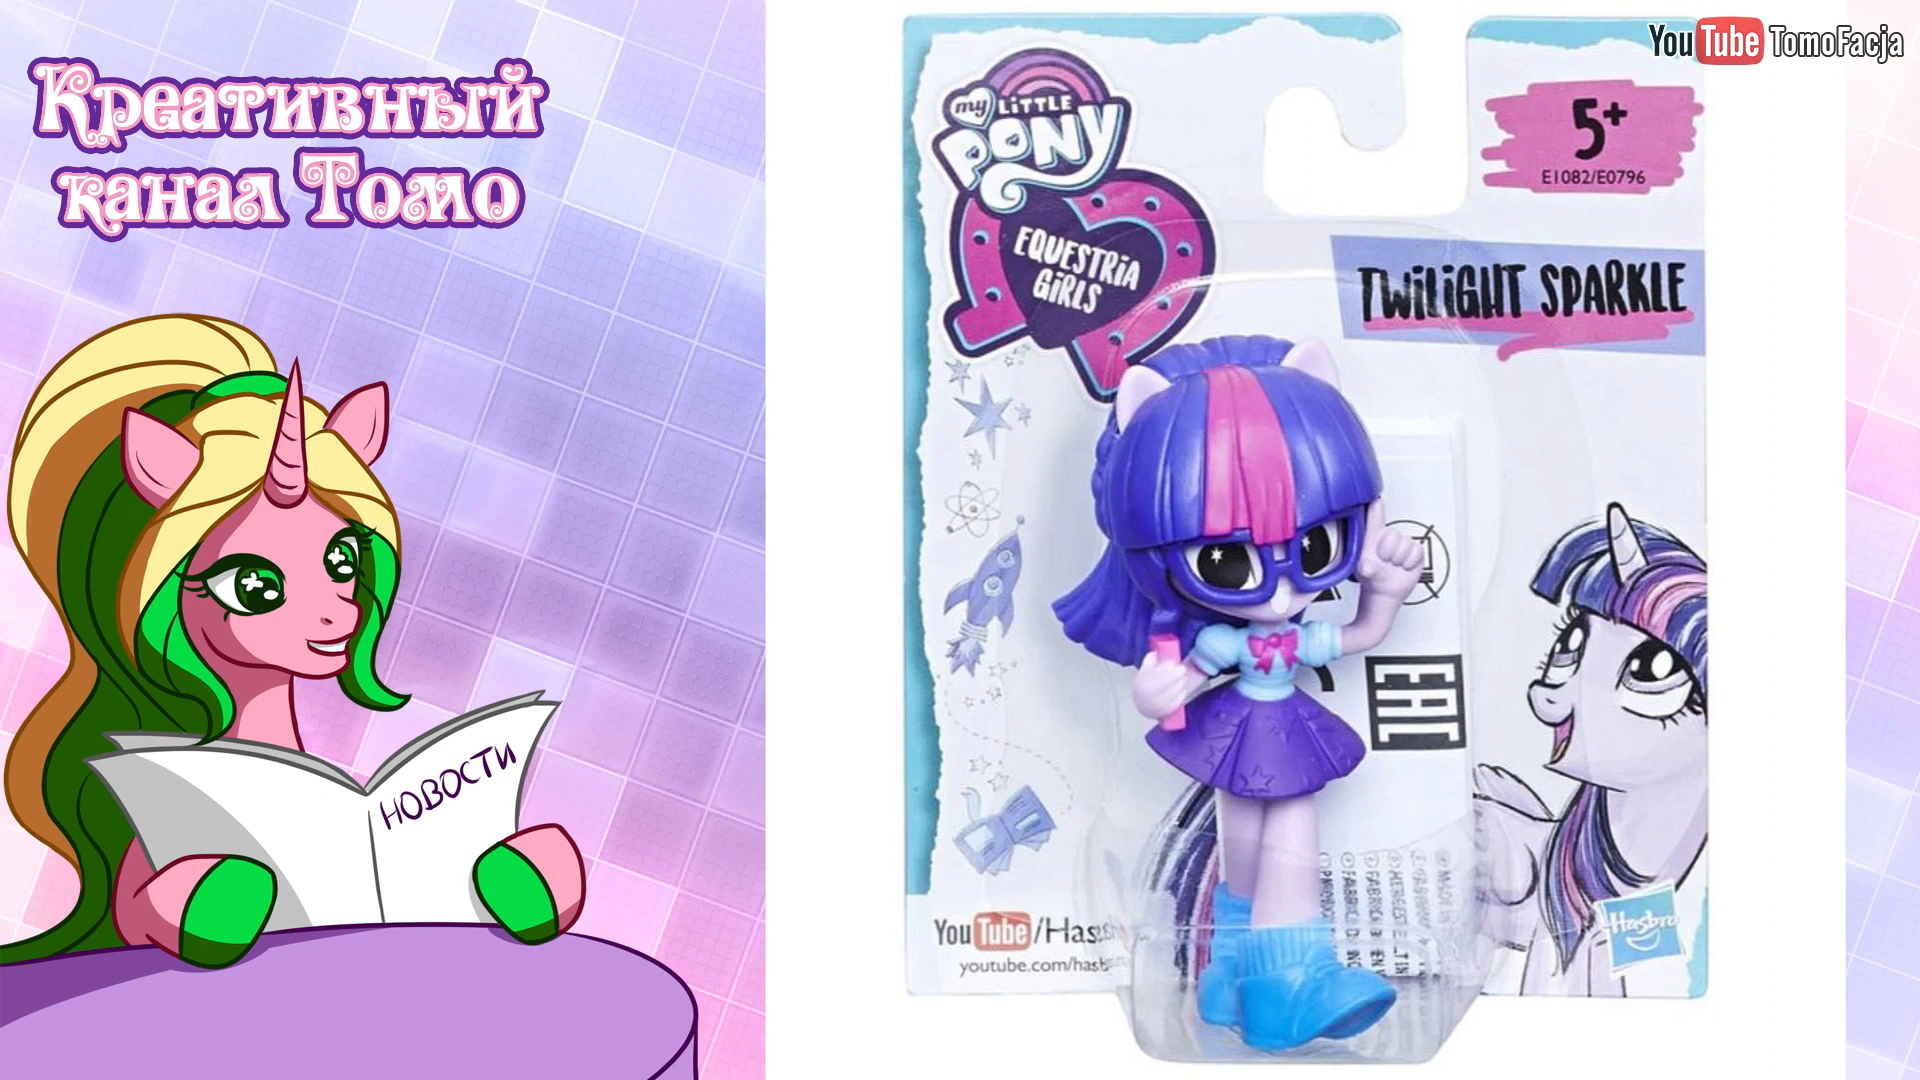 Креативный
канал Томо
НОВОСТИ
YouTube TomoFacja
my LiTTLE
PONY
EQUESTRiA
GiRLS
5+
E1082/E0796
TWiLiGHT SPARKLE
EAC
YouTube/Has
youtube.com/hasb
Hasbro